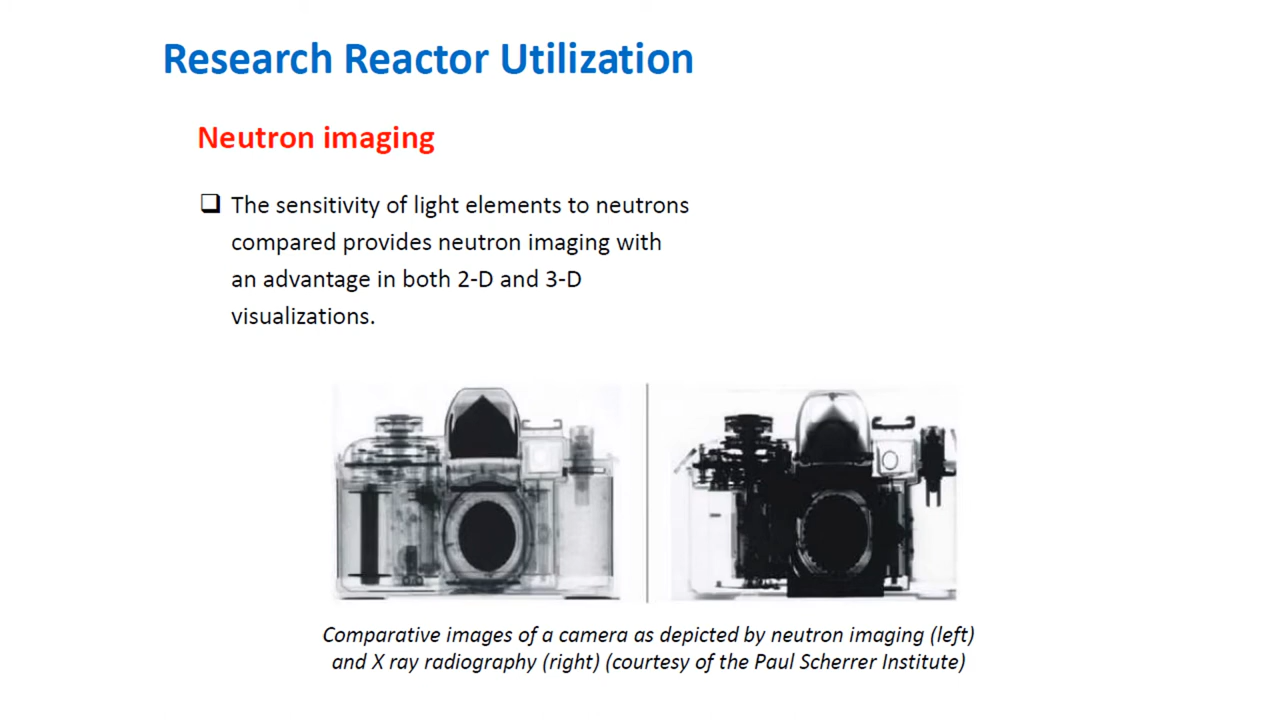 Research Reactor Utilization
Neutron imaging
The sensitivity of light elements to neutrons
compared provides neutron imaging with
an advantage in both 2-D and 3-D
visualizations.
Comparative images of a camera as depicted by neutron imaging (left)
and X ray radiography (right) (courtesy of the Paul Scherrer Institute)